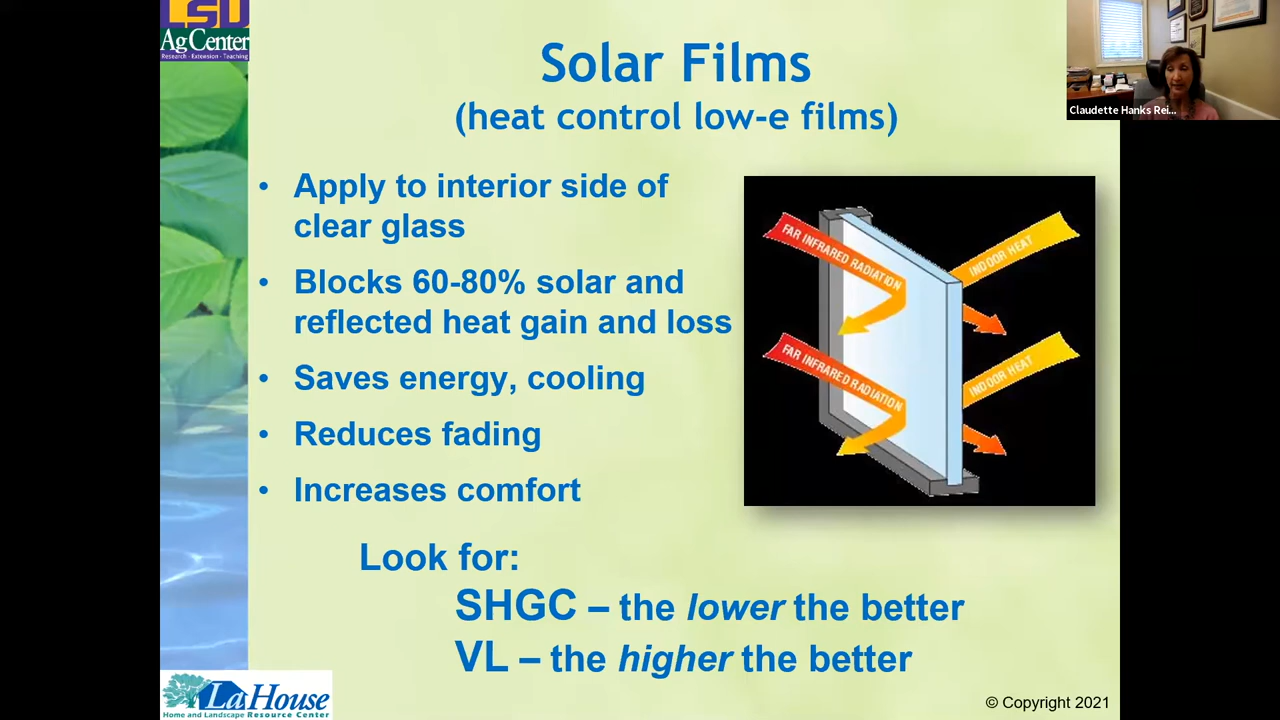 LSU
AgCenter
Research · Extension · Teaching
Solar Films
(heat control low-e films)
Claudette Hanks Rei...
• Apply to interior side of
clear glass
• Blocks 60-80% solar and
reflected heat gain and loss
• Saves energy, cooling
• Reduces fading
• Increases comfort
FAR INFRARED RADIATION
INDOOR HEAT
FAR INFRARED RADIATION
INDOOR HEAT
Look for:
SHGC – the lower the better
VL – the higher the better
LaHouse
Home and Landscape Resource Center
© Copyright 2021